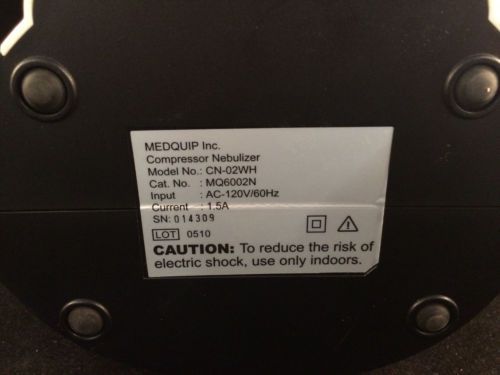 MEDQUIP Inc.
Compressor Nebulizer
Model No.: CN-02WH
Cat. No. : MQ6002N
Input : AC-120V/60Hz
Current : 1.5A
SN: 014309
LOT 0510
CAUTION: To reduce the risk of
electric shock, use only indoors.